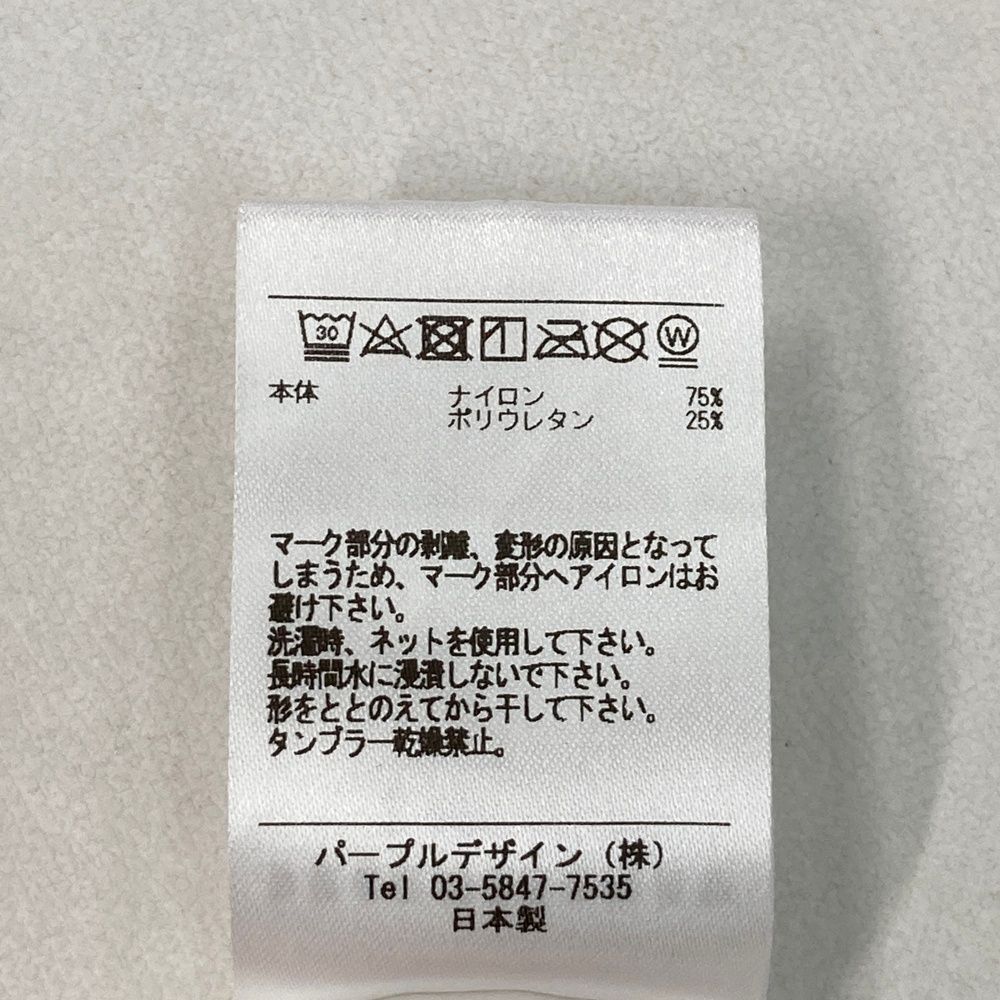 30 W
本体 ナイロン 75%
ポリウレタン 25%
マーク部分の剥離、変形の原因となって
しまうため、マーク部分へアイロンはお
避け下さい。
洗濯時、ネットを使用して下さい。
長時間水に浸漬しないで下さい。
形をととのえてから干して下さい。
タンブラー乾燥禁止。
パープルデザイン（株）
Tel 03-5847-7535
日本製